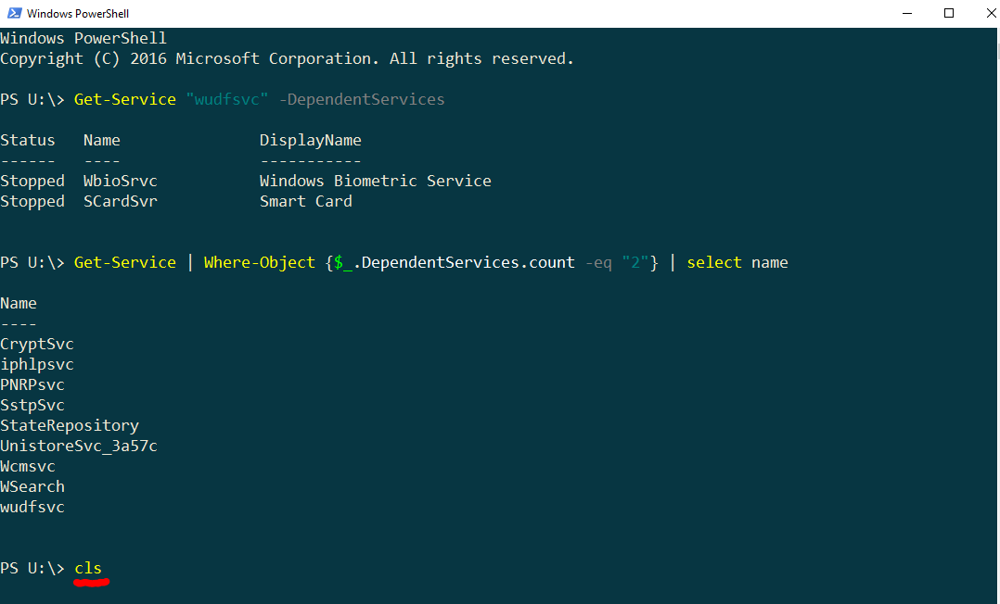 Windows PowerShell
Windows PowerShell
Copyright (C) 2016 Microsoft Corporation. All rights reserved.
PS U:\> Get-Service "wudfsvc" -DependentServices
Status   Name               DisplayName
------   ----               -----------
Stopped  WbioSrvc           Windows Biometric Service
Stopped  SCardSvr           Smart Card
PS U:\> Get-Service | Where-Object {$_.DependentServices.count -eq "2"} | select name
Name
----
CryptSvc
iphlpsvc
PNRPsvc
SstpSvc
StateRepository
UnistoreSvc_3a57c
Wcmsvc
WSearch
wudfsvc
PS U:\> cls